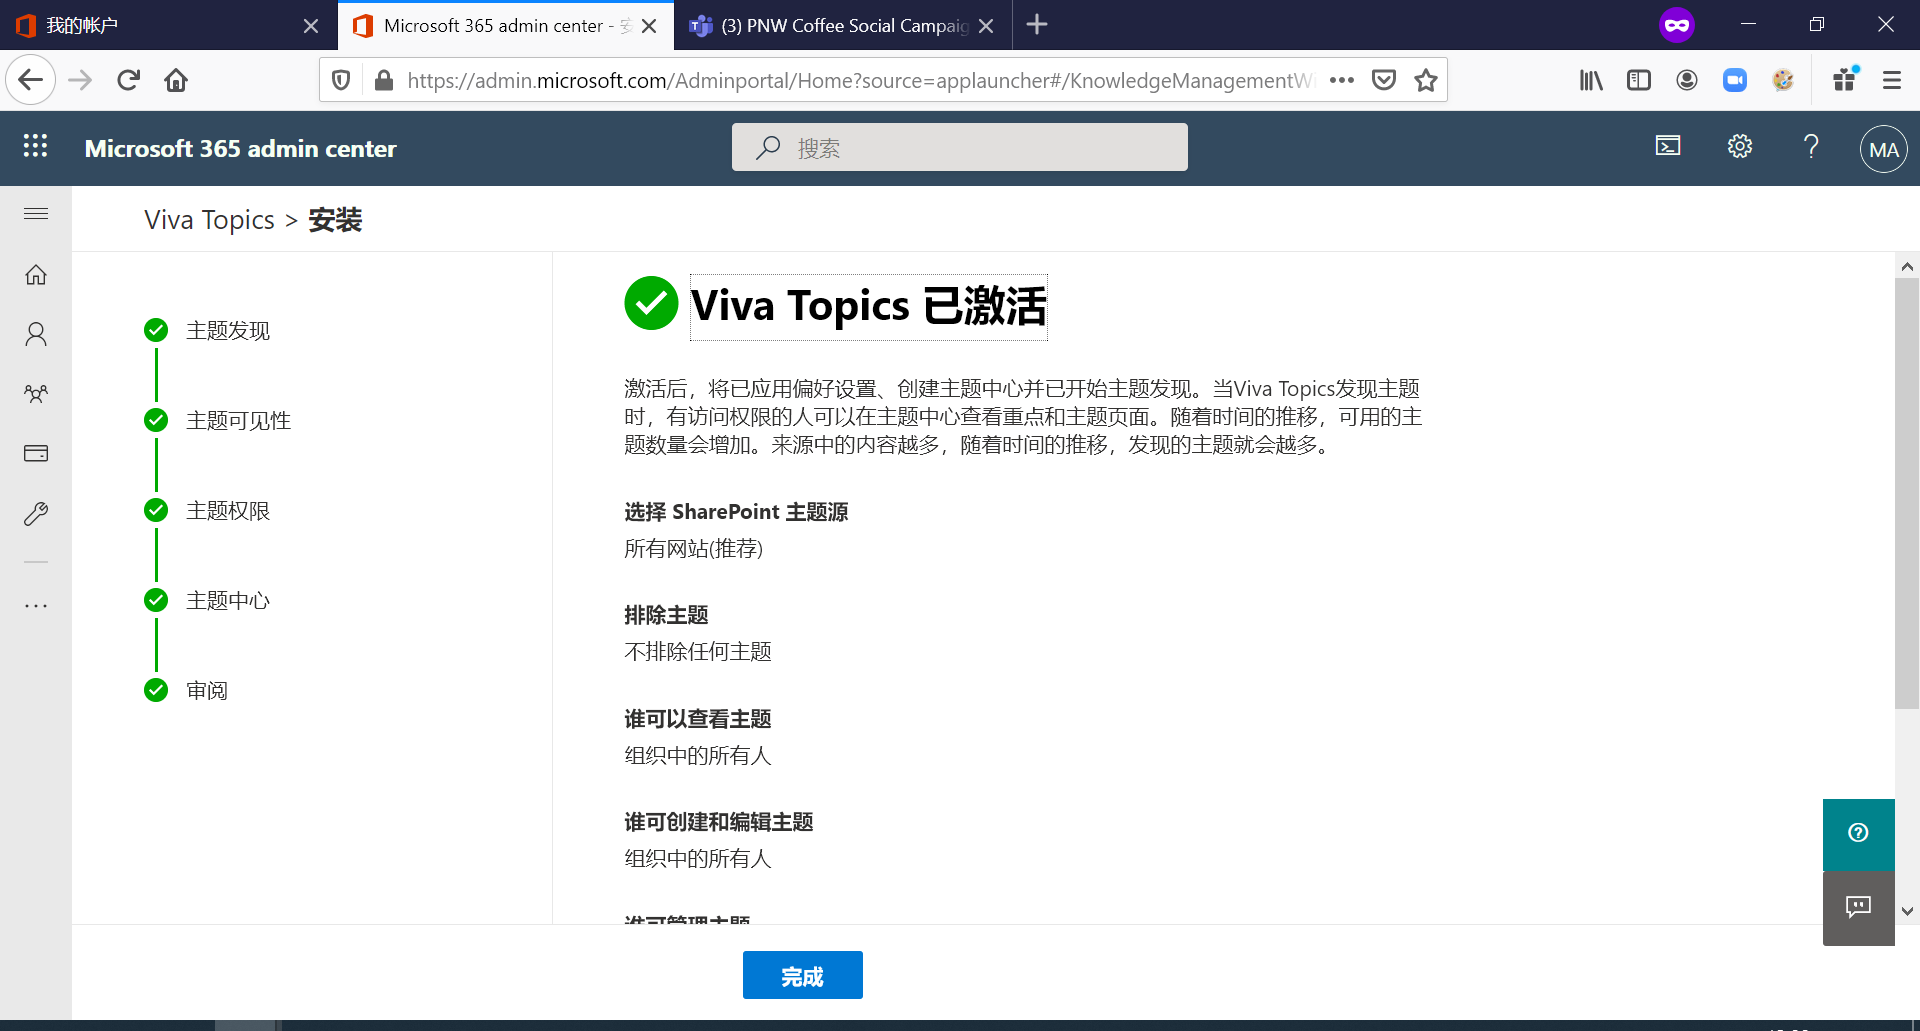 我的帐户
Microsoft 365 admin center - 安
(3) PNW Coffee Social Campaig
https://admin.microsoft.com/Adminportal/Home?source=applauncher#/KnowledgeManagementWi
Microsoft 365 admin center
搜索
MA
Viva Topics > 安装
主题发现
主题可见性
主题权限
主题中心
审阅
Viva Topics 已激活
激活后，将已应用偏好设置、创建主题中心并已开始主题发现。当Viva Topics发现主题
时，有访问权限的人可以在主题中心查看重点和主题页面。随着时间的推移，可用的主
题数量会增加。来源中的内容越多，随着时间的推移，发现的主题就会越多。
选择 SharePoint 主题源
所有网站(推荐)
排除主题
不排除任何主题
谁可以查看主题
组织中的所有人
谁可创建和编辑主题
组织中的所有人
谁可管理主题
完成